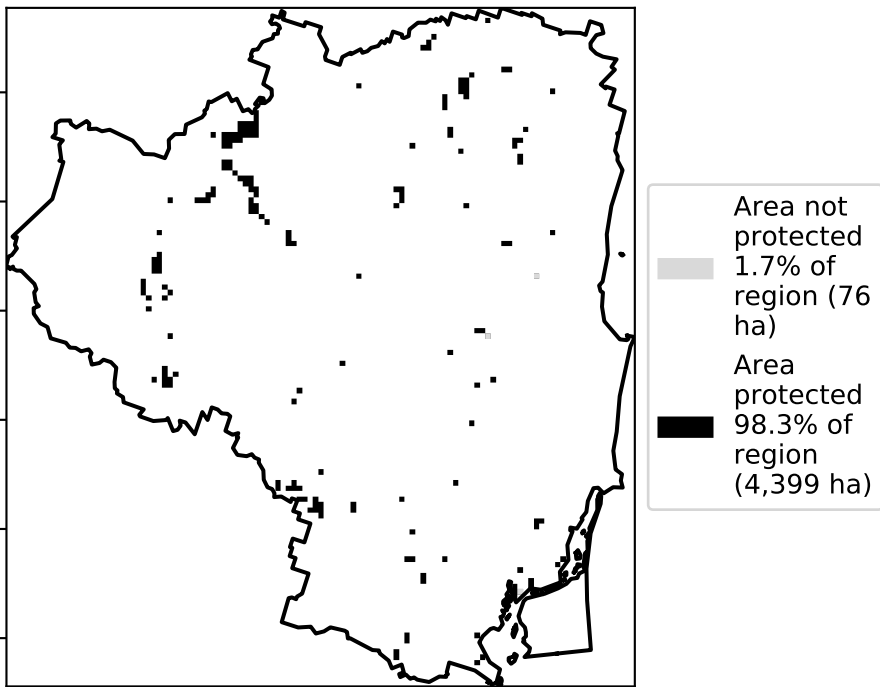 Area not
protected
1.7% of
region (76
ha)
Area
protected
98.3% of
region
(4,399 ha)